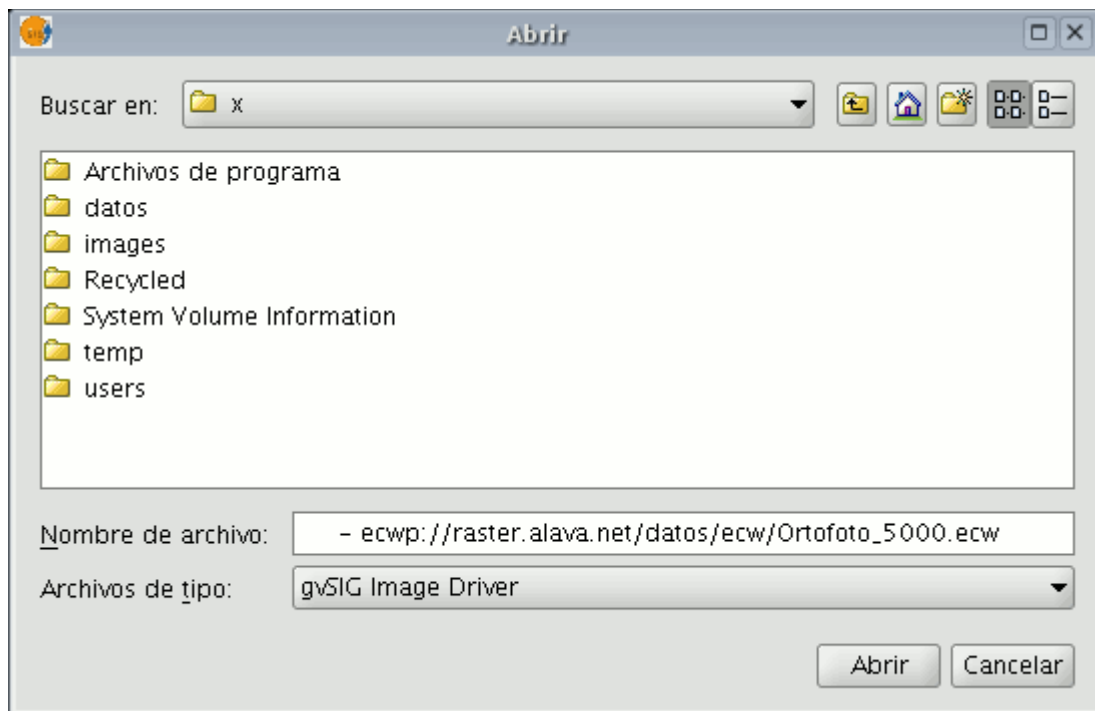 Abrir
Buscar en: x
Archivos de programa
datos
images
Recycled
System Volume Information
temp
users
Nombre de archivo: - ecwp://raster.alava.net/datos/ecw/Ortofoto_5000.ecw
Archivos de tipo: gvSIG Image Driver
Abrir Cancelar